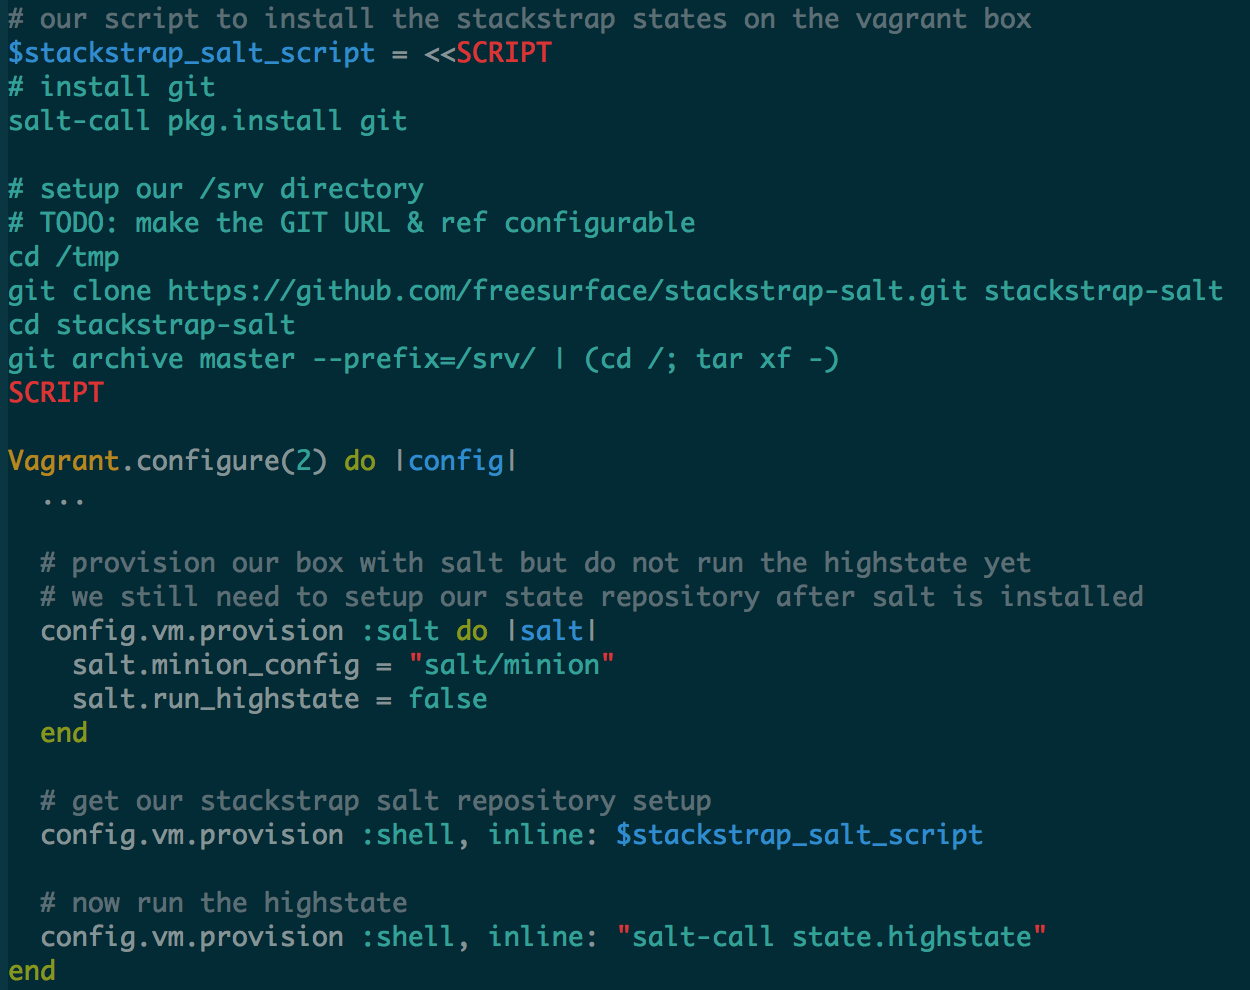 # our script to install the stackstrap states on the vagrant box
$stackstrap_salt_script = <<SCRIPT
# install git
salt-call pkg.install git

# setup our /srv directory
# TODO: make the GIT URL & ref configurable
cd /tmp
git clone https://github.com/freesurface/stackstrap-salt.git stackstrap-salt
cd stackstrap-salt
git archive master --prefix=/srv/ | (cd /; tar xf -)
SCRIPT

Vagrant.configure(2) do |config|
  ...

  # provision our box with salt but do not run the highstate yet
  # we still need to setup our state repository after salt is installed
  config.vm.provision :salt do |salt|
    salt.minion_config = "salt/minion"
    salt.run_highstate = false
  end

  # get our stackstrap salt repository setup
  config.vm.provision :shell, inline: $stackstrap_salt_script

  # now run the highstate
  config.vm.provision :shell, inline: "salt-call state.highstate"
end